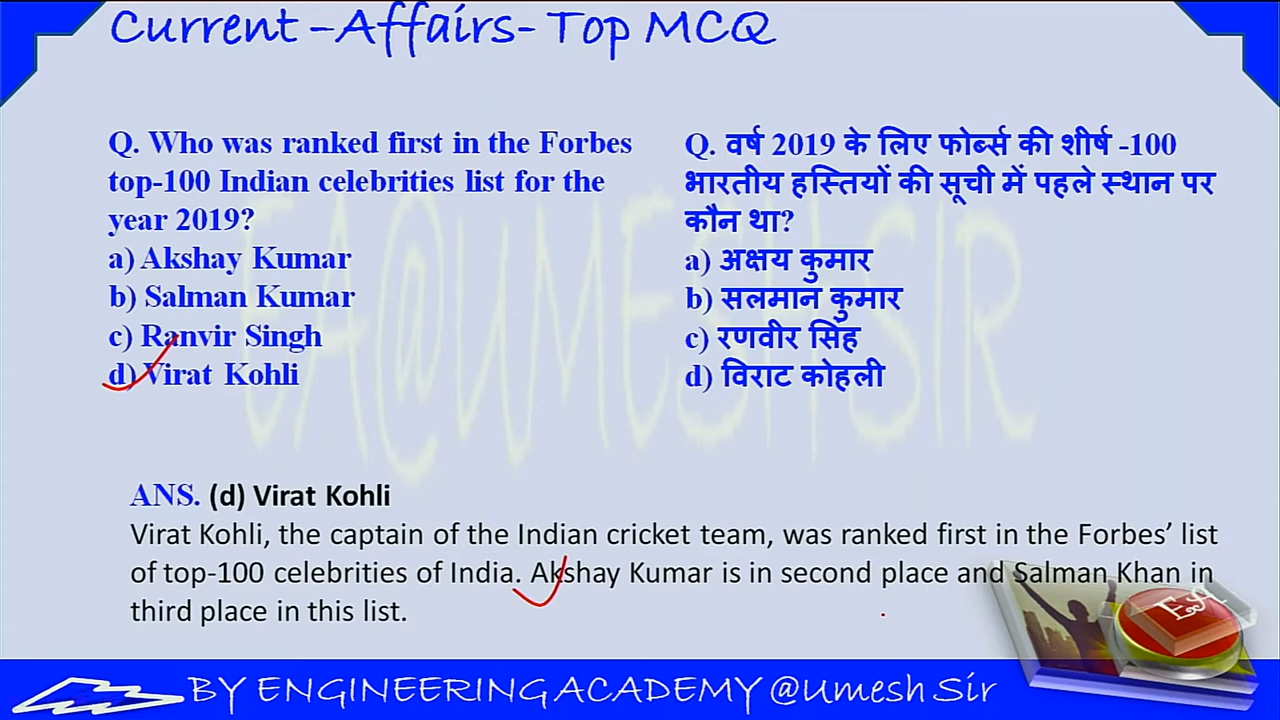 Current -Affairs- Top MCQ
Q. Who was ranked first in the Forbes
top-100 Indian celebrities list for the
year 2019?
a) Akshay Kumar
b) Salman Kumar
c) Ranvir Singh
d) Virat Kohli
Q. वर्ष 2019 के लिए फोर्ब्स की शीर्ष -100
भारतीय हस्तियों की सूची में पहले स्थान पर
कौन था?
a) अक्षय कुमार
b) सलमान कुमार
c) रणवीर सिंह
d) विराट कोहली
EA@UMESH SIR
ANS. (d) Virat Kohli
Virat Kohli, the captain of the Indian cricket team, was ranked first in the Forbes’ list
of top-100 celebrities of India. Akshay Kumar is in second place and Salman Khan in
third place in this list.
EA
BY ENGINEERING ACADEMY @Umesh Sir